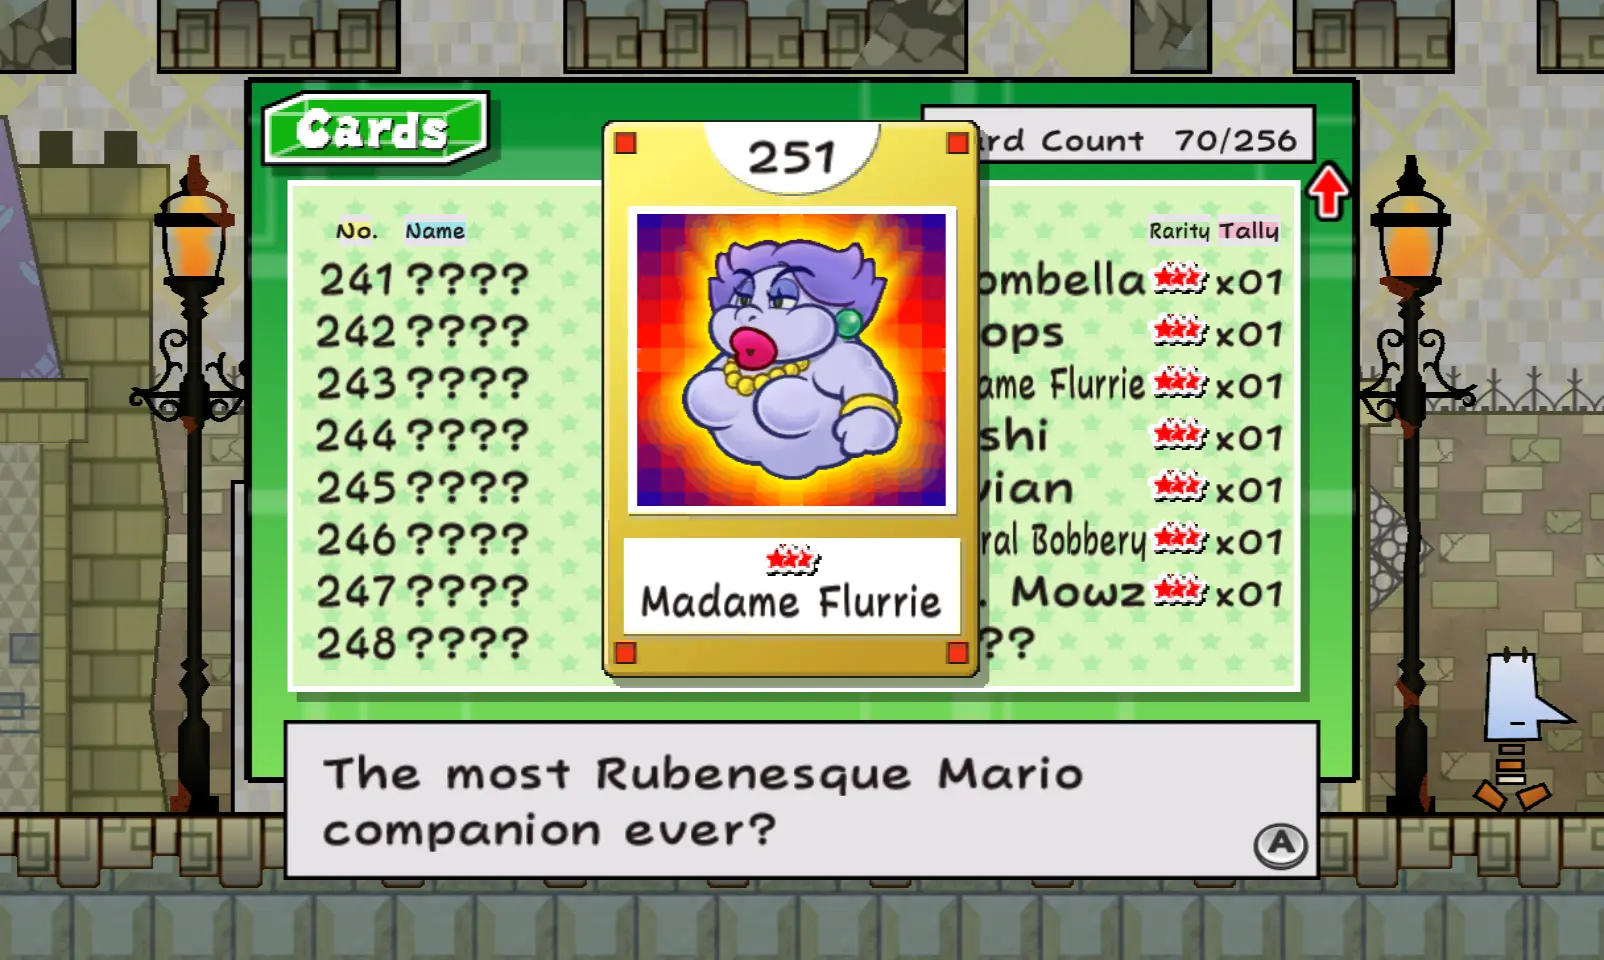 Cards
rd Count 70/256
251
No. Name
Rarity Tally
241 ????
242 ????
243 ????
244 ????
245 ????
246 ????
247 ????
248 ????
ombella x01
ops x01
ame Flurrie x01
shi x01
vian x01
ral Bobbery x01
. Mowz x01
??
Madame Flurrie
The most Rubenesque Mario
companion ever?
A